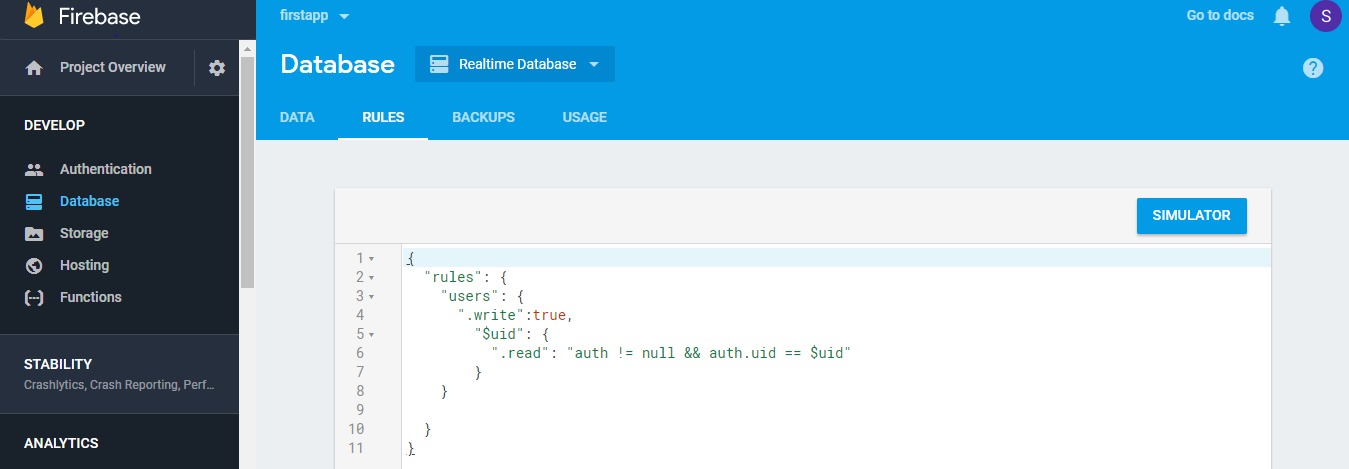 Firebase
firstapp
Go to docs
S
Project Overview
Database
Realtime Database
?
DATA
RULES
BACKUPS
USAGE
DEVELOP
Authentication
Database
Storage
Hosting
Functions
STABILITY
Crashlytics, Crash Reporting, Perf...
ANALYTICS
SIMULATOR
1 {
2 "rules": {
3 "users": {
4 ".write":true,
5 "$uid": {
6 ".read": "auth != null && auth.uid == $uid"
7 }
8 }
9
10 }
11 }